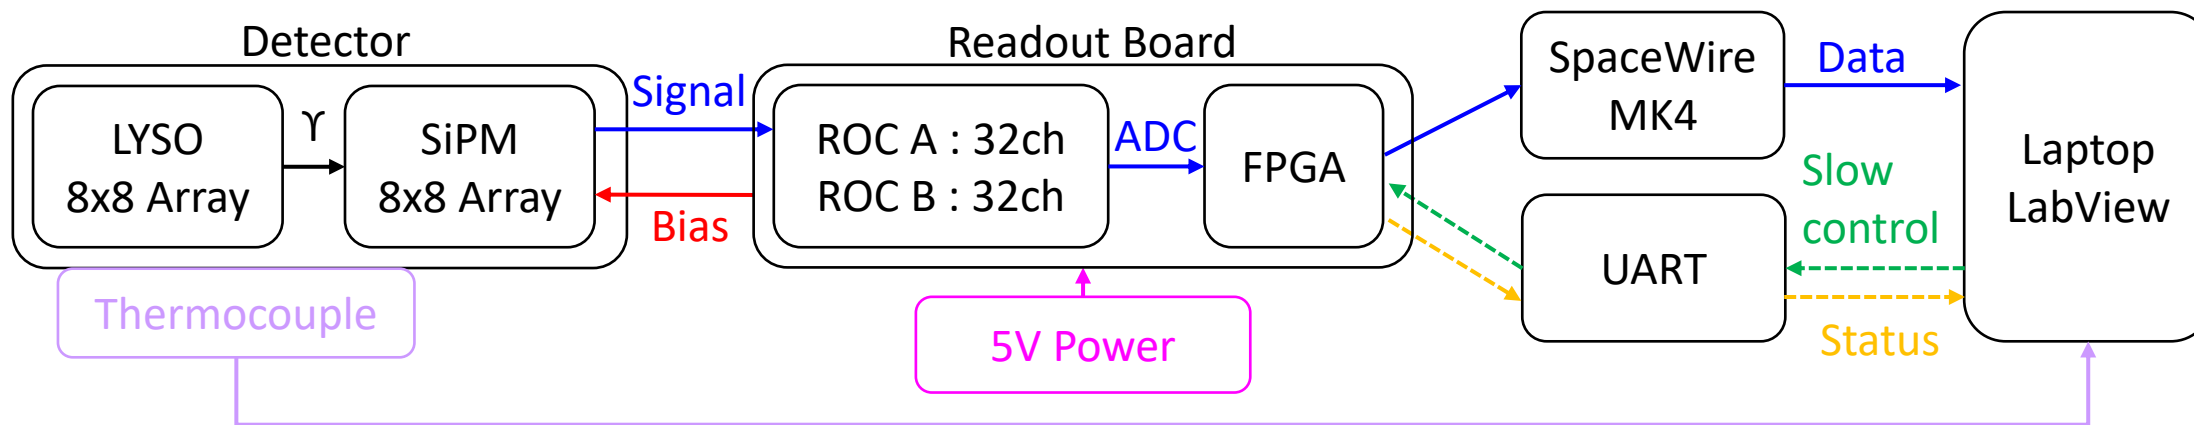 Detector
LYSO
8x8 Array
ϒ
SiPM
8x8 Array
Signal
Bias
Readout Board
ROC A : 32ch
ROC B : 32ch
ADC
FPGA
SpaceWire
MK4
Data
Slow
control
UART
Status
Laptop
LabView
Thermocouple
5V Power